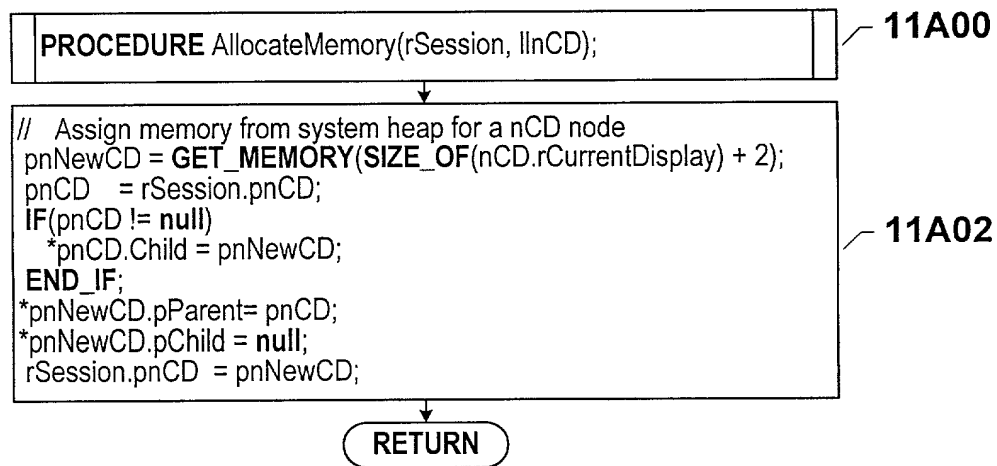 PROCEDURE AllocateMemory(rSession, llnCD);
11A00
// Assign memory from system heap for a nCD node
pnNewCD = GET_MEMORY(SIZE_OF(nCD.rCurrentDisplay) + 2);
pnCD = rSession.pnCD;
IF(pnCD != null)
*pnCD.Child = pnNewCD;
END_IF;
*pnNewCD.pParent= pnCD;
*pnNewCD.pChild = null;
rSession.pnCD = pnNewCD;
11A02
RETURN